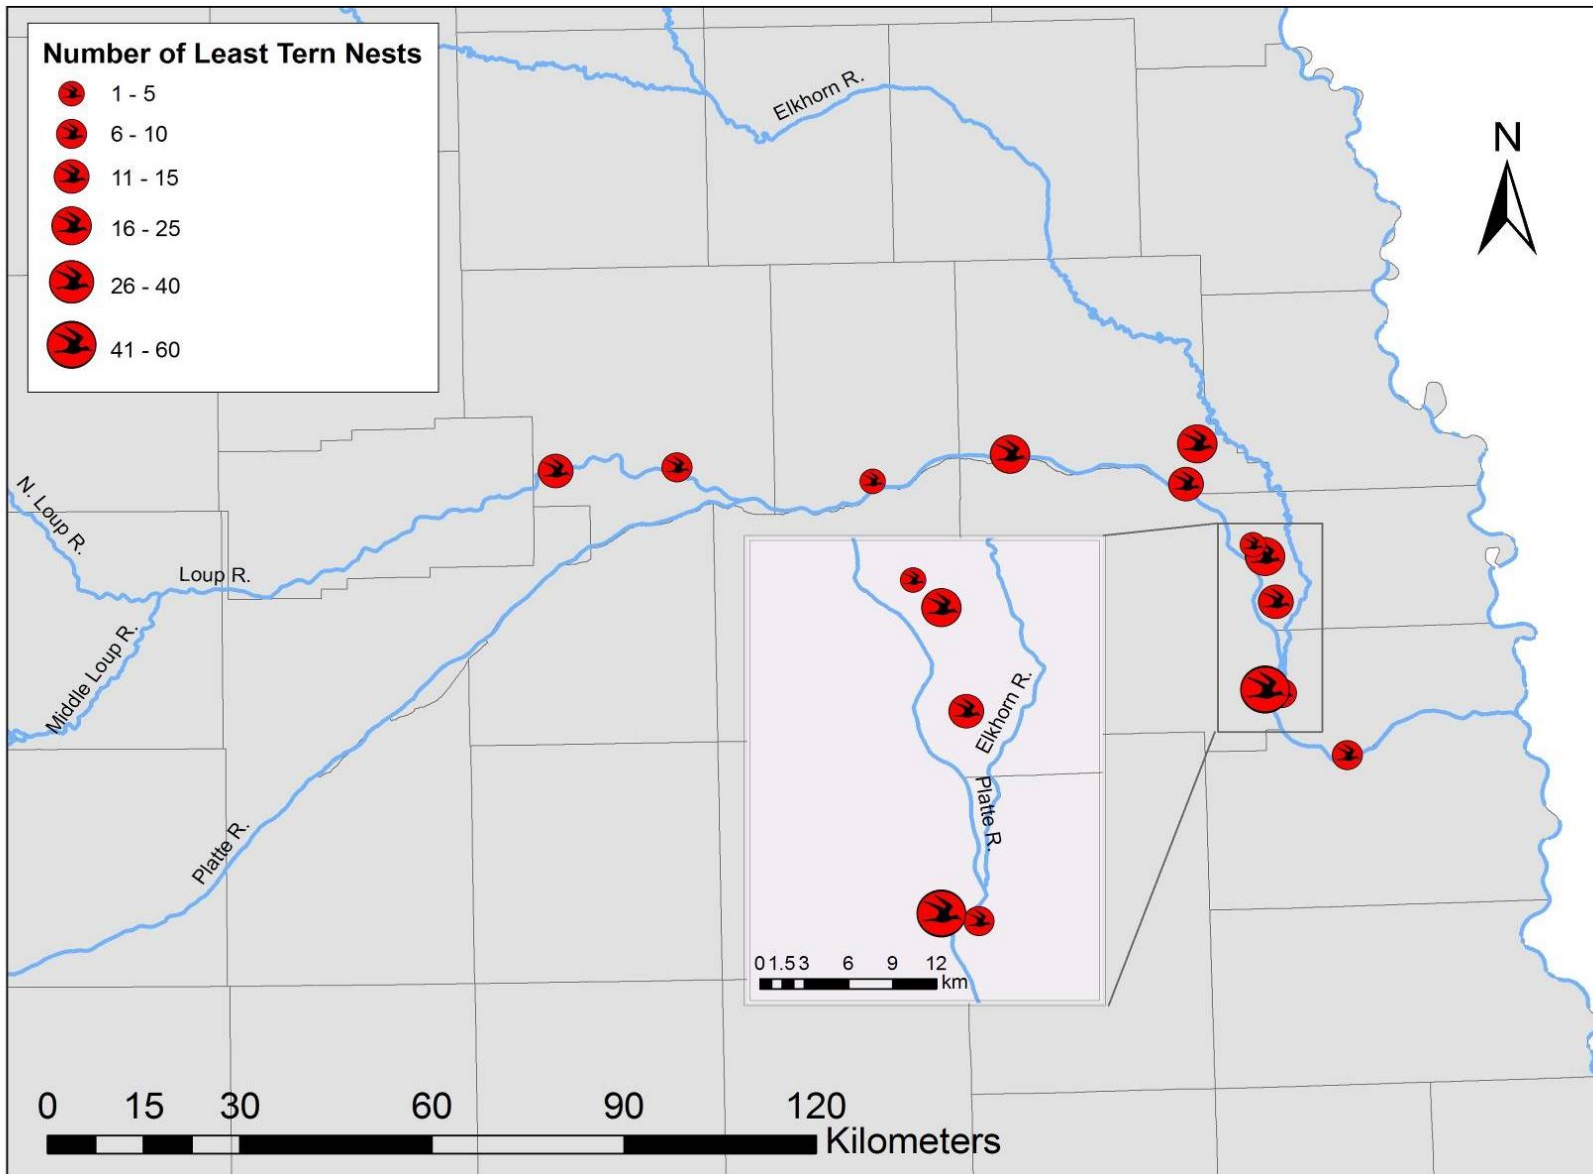 Number of Least Tern Nests
1 - 5
6 - 10
11 - 15
16 - 25
26 - 40
41 - 60
Elkhorn R.
N
N. Loup R.
Loup R.
Middle Loup R.
Platte R.
Elkhorn R.
Platte R.
0 1.5 3 6 9 12
km
0 15 30 60 90 120
Kilometers